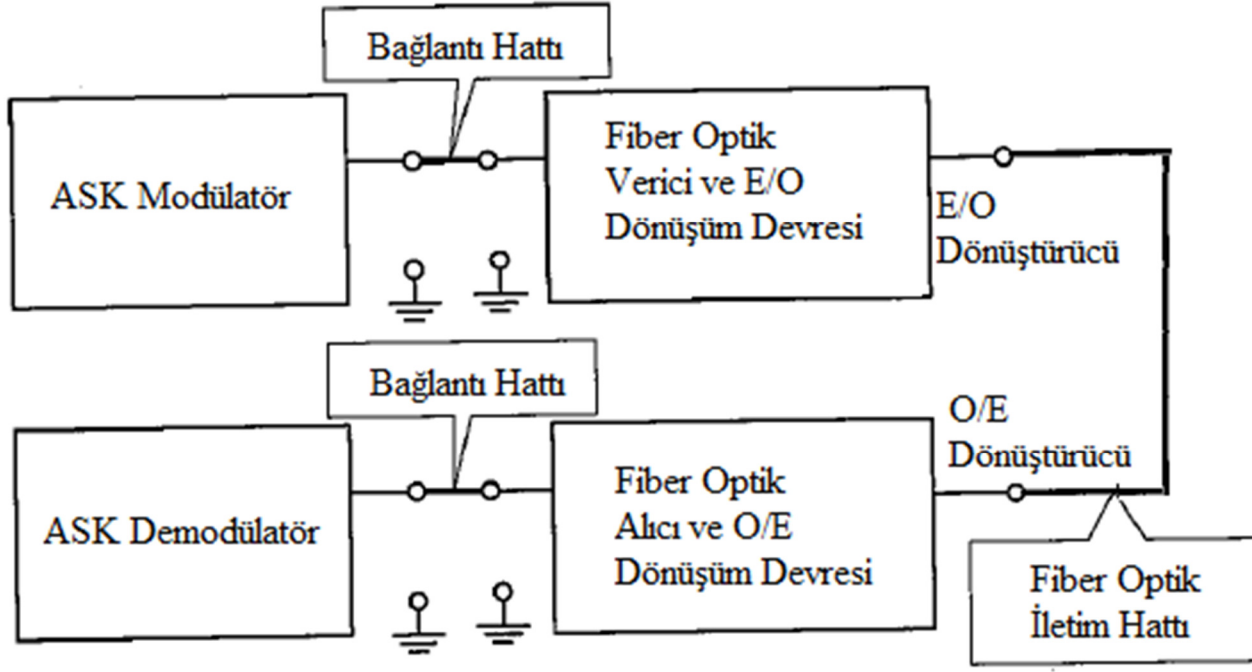 Bağlantı Hattı
ASK Modülatör
Fiber Optik
Verici ve E/O
Dönüşüm Devresi
E/O
Dönüştürücü
Bağlantı Hattı
ASK Demodülatör
Fiber Optik
Alıcı ve O/E
Dönüşüm Devresi
O/E
Dönüştürücü
Fiber Optik
İletim Hattı